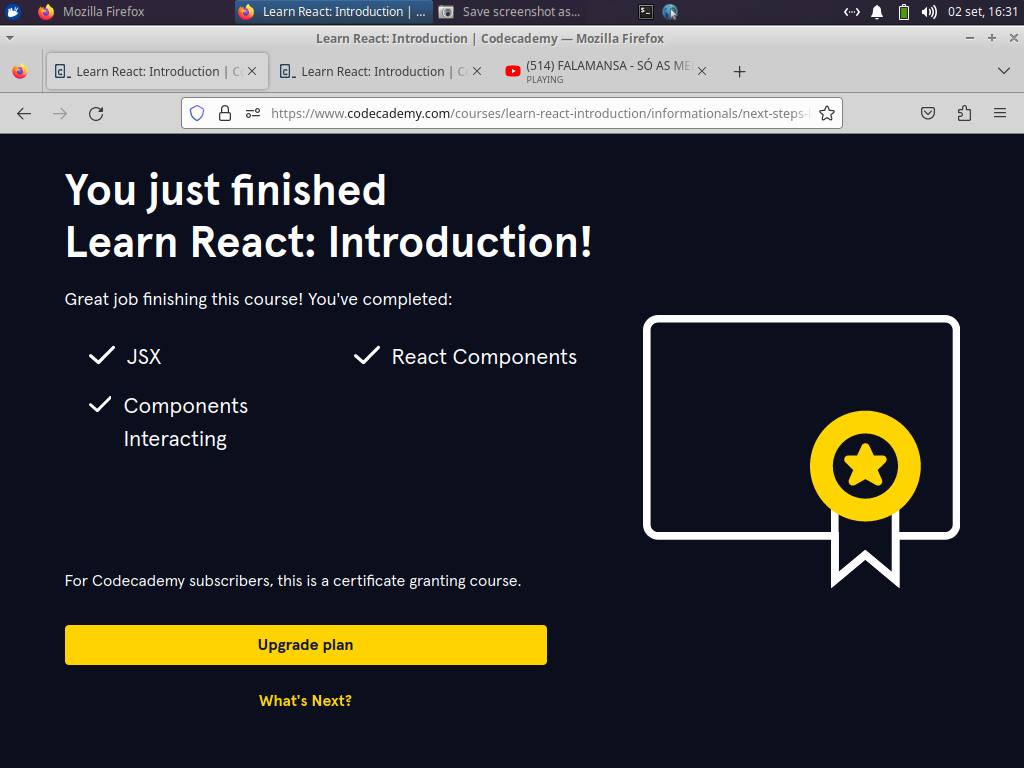 Mozilla Firefox
Learn React: Introduction | ...
Save screenshot as...
02 set, 16:31
Learn React: Introduction | Codecademy — Mozilla Firefox
Learn React: Introduction | C
Learn React: Introduction | C
(514) FALAMANSA - SÓ AS ME
PLAYING
https://www.codecademy.com/courses/learn-react-introduction/informationals/next-steps-
You just finished
Learn React: Introduction!
Great job finishing this course! You've completed:
JSX
React Components
Components
Interacting
For Codecademy subscribers, this is a certificate granting course.
Upgrade plan
What's Next?